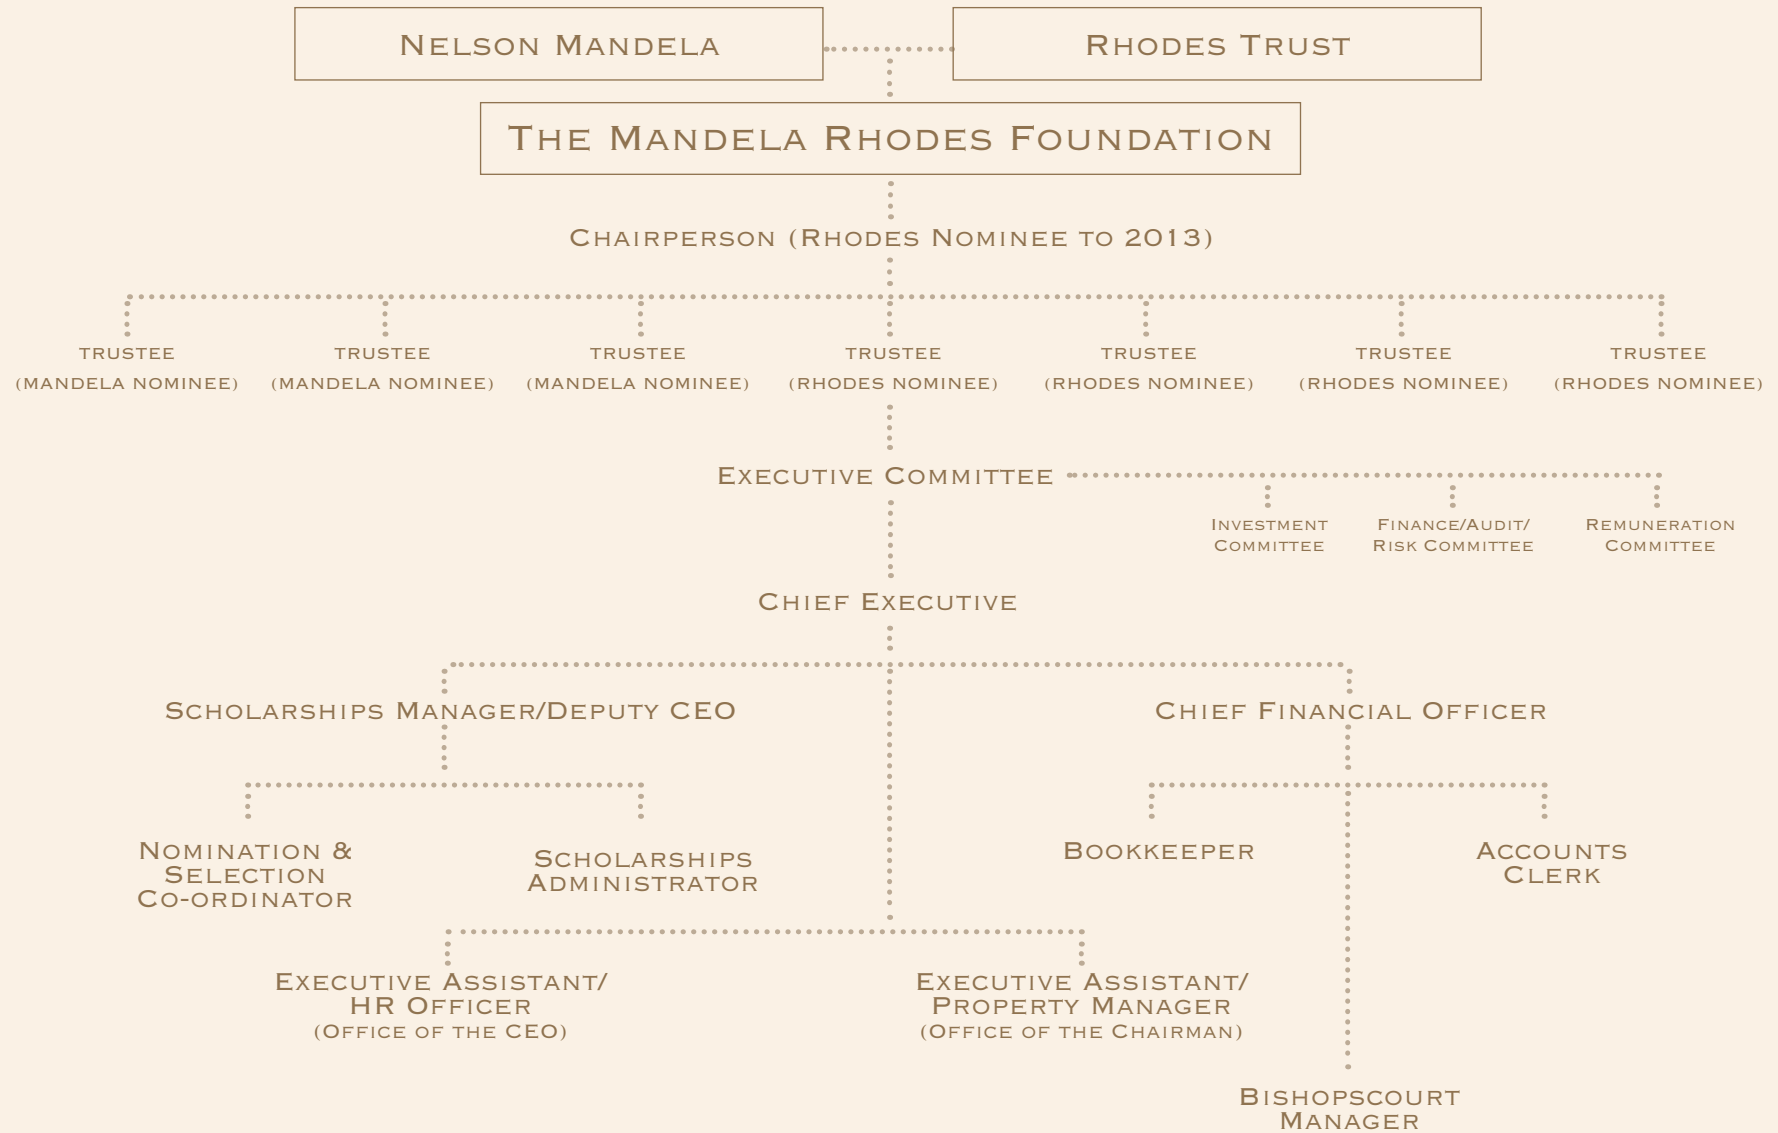 Nelson Mandela
Rhodes Trust
The Mandela Rhodes Foundation
Chairperson (Rhodes Nominee to 2013)
trustee
(Mandela nominee)
trustee
(Mandela nominee)
trustee
(Mandela nominee)
trustee
(Rhodes nominee)
trustee
(Rhodes nominee)
trustee
(Rhodes nominee)
trustee
(Rhodes nominee)
Executive Committee
Investment
Committee
Finance/Audit/
Risk Committee
Remuneration
Committee
Chief Executive
Scholarships Manager/Deputy CEO
Chief Financial Officer
Nomination &
Selection
Co-ordinator
Scholarships
Administrator
Bookkeeper
Accounts
Clerk
Executive Assistant/
HR Officer
(Office of the CEO)
Executive Assistant/
Property Manager
(Office of the Chairman)
Bishopscourt
Manager